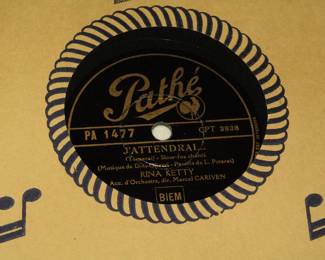 Pathé
PA 1477
CPT 3838
J'ATTENDRAI
(Tornerai) - Slow-fox chanté
(Musique de Dino Olivieri - Paroles de L. Poterat)
RINA KETTY
Acc. d'Orchestre, dir. Marcel CARIVEN
BIEM